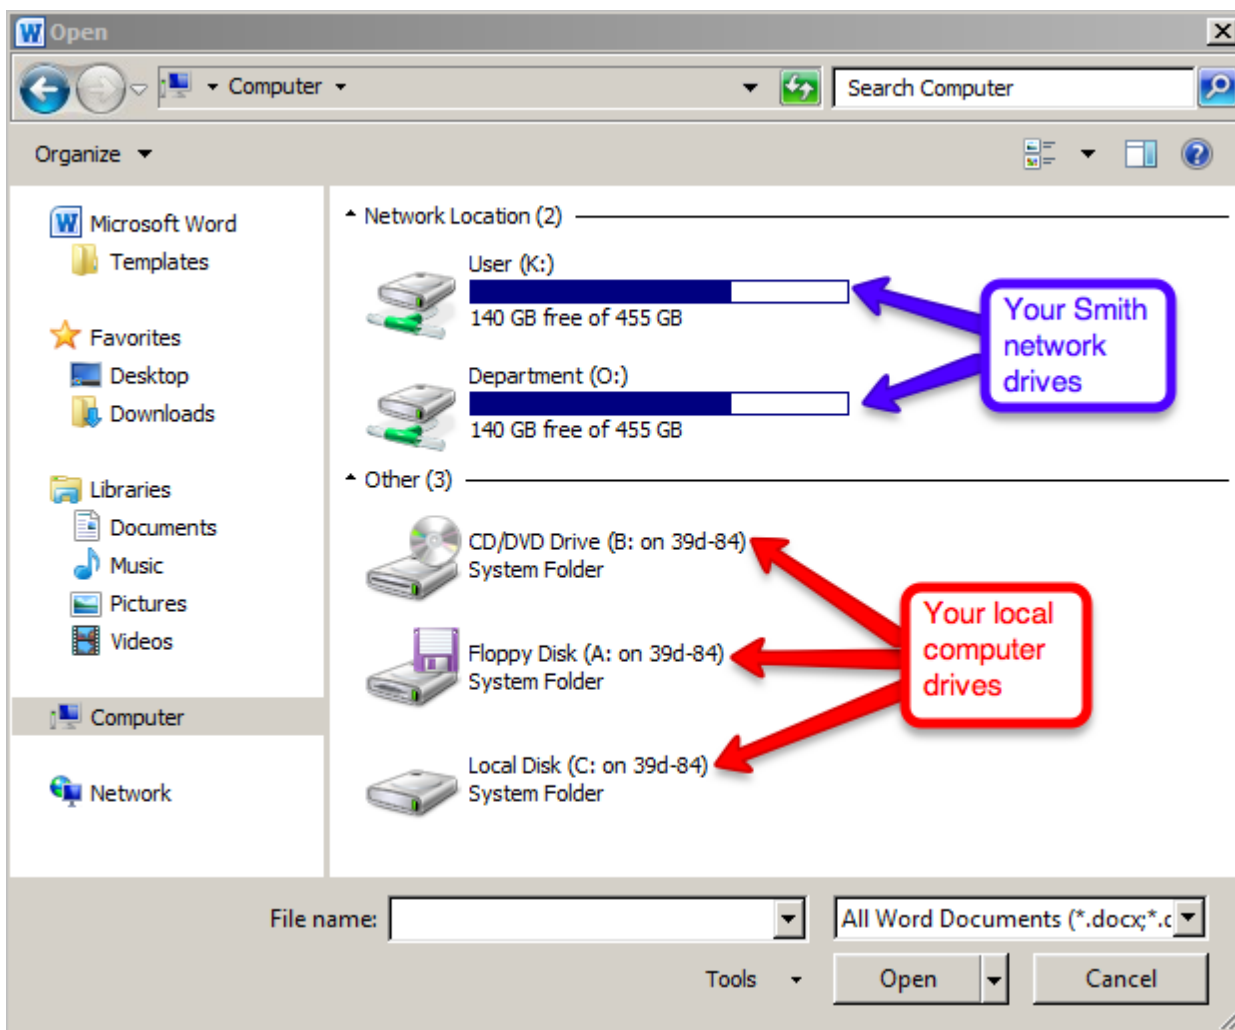 Open
Computer
Search Computer
Organize
Microsoft Word
Templates
Favorites
Desktop
Downloads
Libraries
Documents
Music
Pictures
Videos
Computer
Network
Network Location (2)
User (K:)
140 GB free of 455 GB
Department (O:)
140 GB free of 455 GB
Your Smith
network
drives
Other (3)
CD/DVD Drive (B: on 39d-84)
System Folder
Floppy Disk (A: on 39d-84)
System Folder
Local Disk (C: on 39d-84)
System Folder
Your local
computer
drives
File name:
All Word Documents (*.docx;*.c
Tools
Open
Cancel